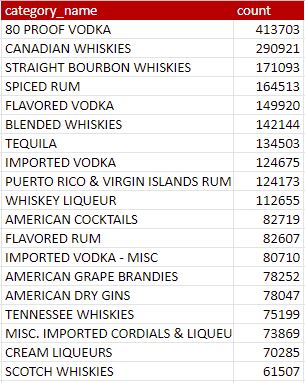 category_name count
80 PROOF VODKA 413703
CANADIAN WHISKIES 290921
STRAIGHT BOURBON WHISKIES 171093
SPICED RUM 164513
FLAVORED VODKA 149920
BLENDED WHISKIES 142144
TEQUILA 134503
IMPORTED VODKA 124675
PUERTO RICO & VIRGIN ISLANDS RUM 124173
WHISKEY LIQUEUR 112655
AMERICAN COCKTAILS 82719
FLAVORED RUM 82607
IMPORTED VODKA - MISC 80710
AMERICAN GRAPE BRANDIES 78252
AMERICAN DRY GINS 78047
TENNESSEE WHISKIES 75199
MISC. IMPORTED CORDIALS & LIQUEU 73869
CREAM LIQUEURS 70285
SCOTCH WHISKIES 61507